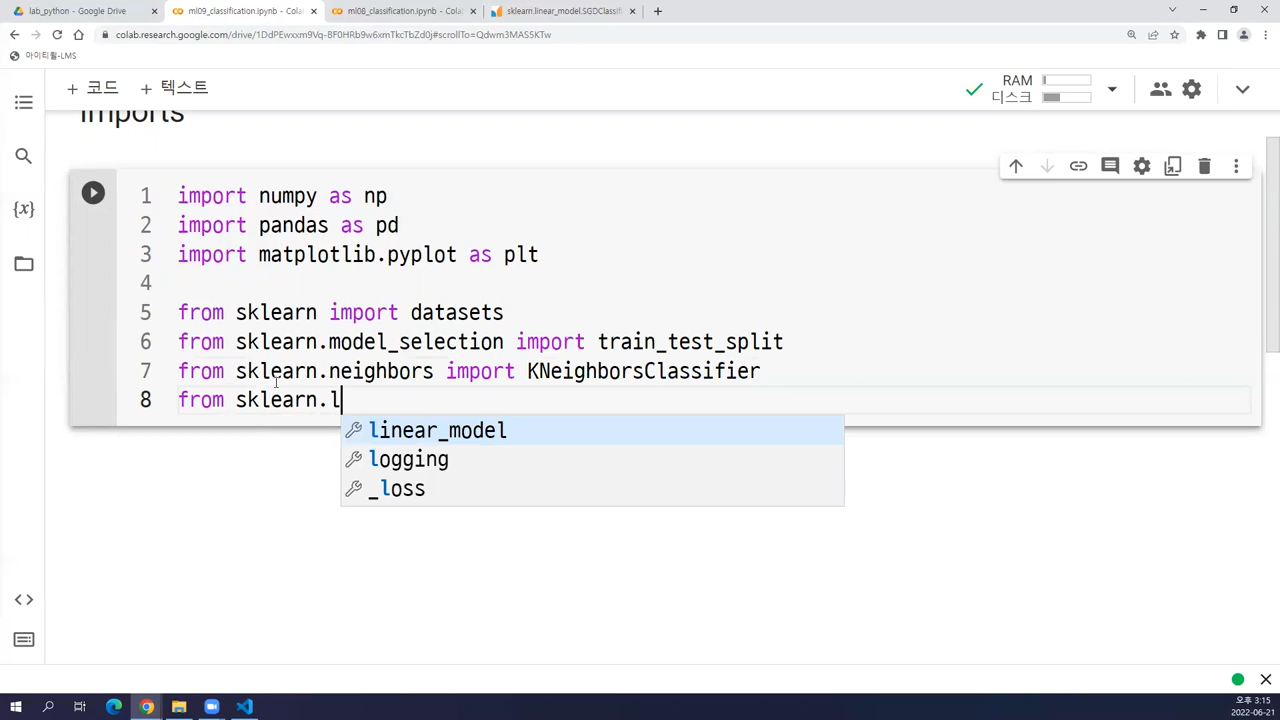 lab_python - Google Drive
ml09_classification.ipynb - Cola
ml08_classification.ipynb - Cola
sklearn.linear_model.SGDClassifi
colab.research.google.com/drive/1DdPEwxxm9Vq-BF0HRb9w6xmTkcTbZd0j#scrollTo=Qdwm3MAS5KTw
아이티윌-LMS
+ 코드 + 텍스트
RAM
디스크
Imports
1 import numpy as np
2 import pandas as pd
3 import matplotlib.pyplot as plt
4
5 from sklearn import datasets
6 from sklearn.model_selection import train_test_split
7 from sklearn.neighbors import KNeighborsClassifier
8 from sklearn.l
linear_model
logging
_loss
오후 3:15
2022-06-21